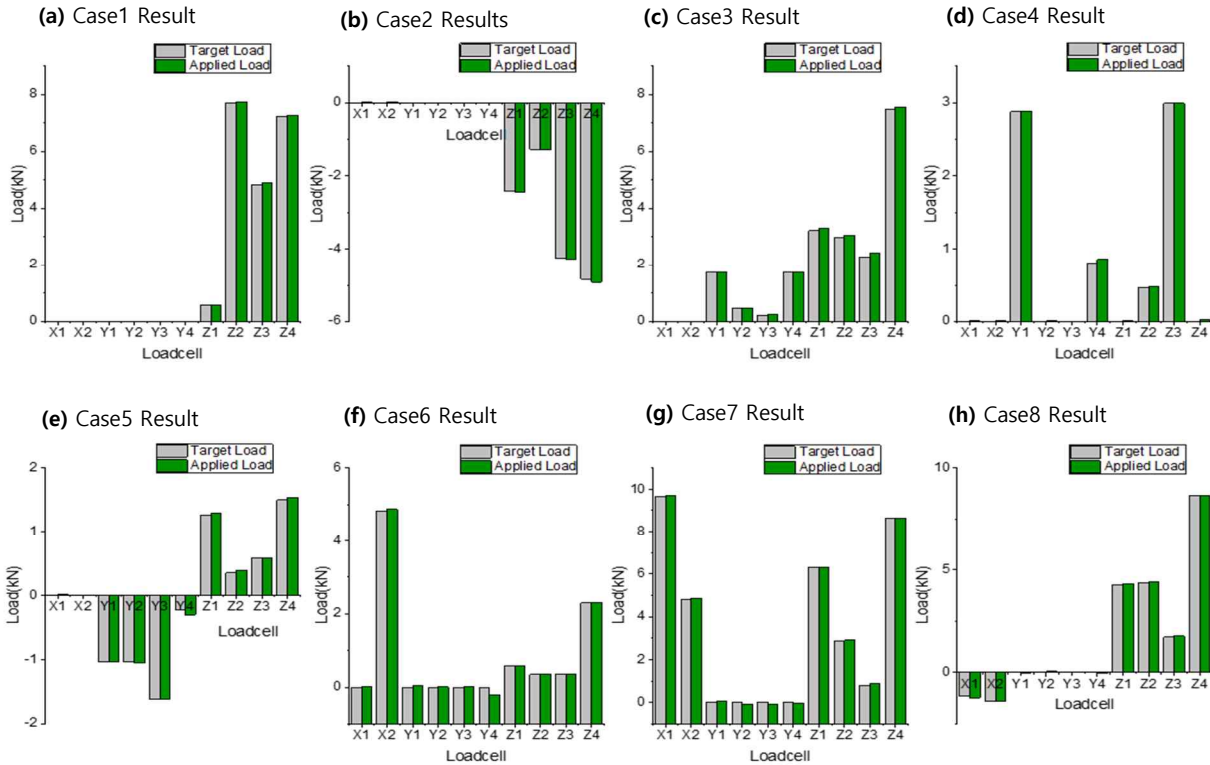 (a) Case1 Result
Target Load
Applied Load
8
6
4
2
0
Load(kN)
X1 X2 Y1 Y2 Y3 Y4 Z1 Z2 Z3 Z4
Loadcell
(b) Case2 Results
Target Load
Applied Load
0
-2
-4
-6
Load(kN)
X1 X2 Y1 Y2 Y3 Y4 Z1 Z2 Z3 Z4
Loadcell
(c) Case3 Result
Target Load
Applied Load
8
6
4
2
0
Load(kN)
X1 X2 Y1 Y2 Y3 Y4 Z1 Z2 Z3 Z4
Loadcell
(d) Case4 Result
Target Load
Applied Load
3
2
1
0
Load(kN)
X1 X2 Y1 Y2 Y3 Y4 Z1 Z2 Z3 Z4
Loadcell
(e) Case5 Result
Target Load
Applied Load
2
1
0
-1
-2
Load(kN)
X1 X2 Y1 Y2 Y3 Y4 Z1 Z2 Z3 Z4
Loadcell
(f) Case6 Result
Target Load
Applied Load
6
4
2
0
Load(kN)
X1 X2 Y1 Y2 Y3 Y4 Z1 Z2 Z3 Z4
Loadcell
(g) Case7 Result
Target Load
Applied Load
10
8
6
4
2
0
Load(kN)
X1 X2 Y1 Y2 Y3 Y4 Z1 Z2 Z3 Z4
Loadcell
(h) Case8 Result
Target Load
Applied Load
10
5
0
Load(kN)
X1 X2 Y1 Y2 Y3 Y4 Z1 Z2 Z3 Z4
Loadcell